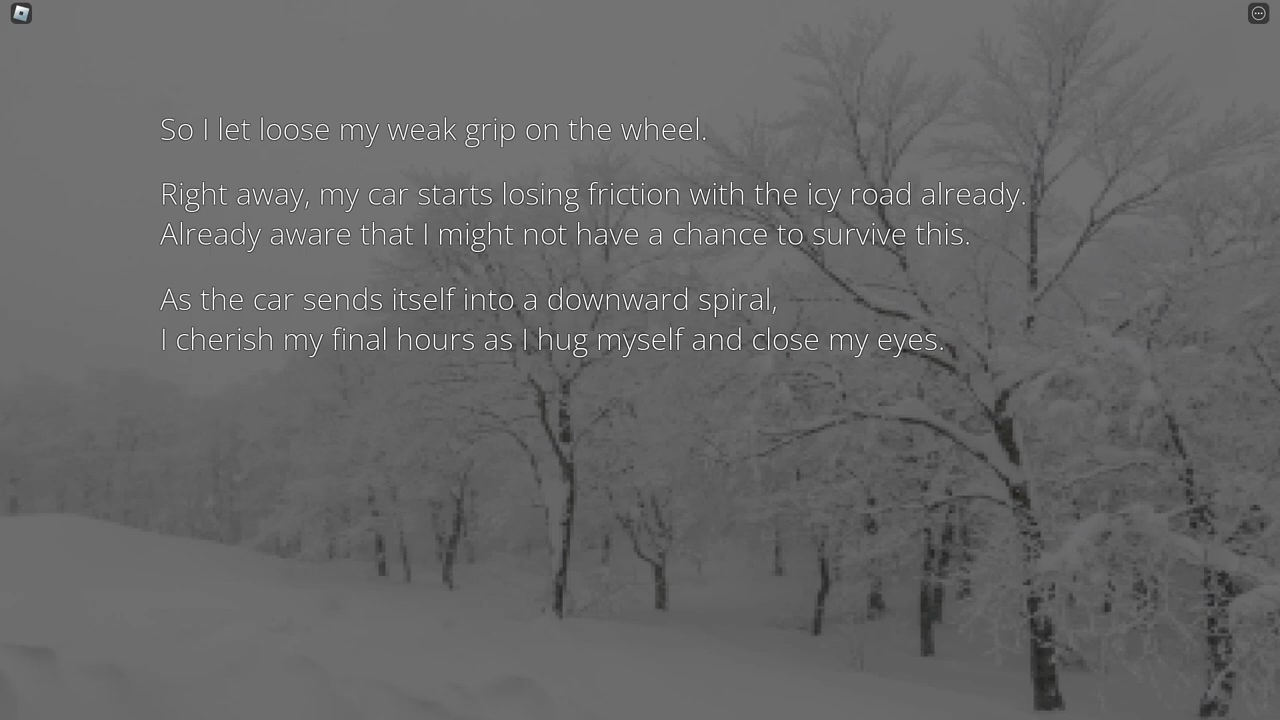 So I let loose my weak grip on the wheel.
Right away, my car starts losing friction with the icy road already.
Already aware that I might not have a chance to survive this.
As the car sends itself into a downward spiral,
I cherish my final hours as I hug myself and close my eyes.